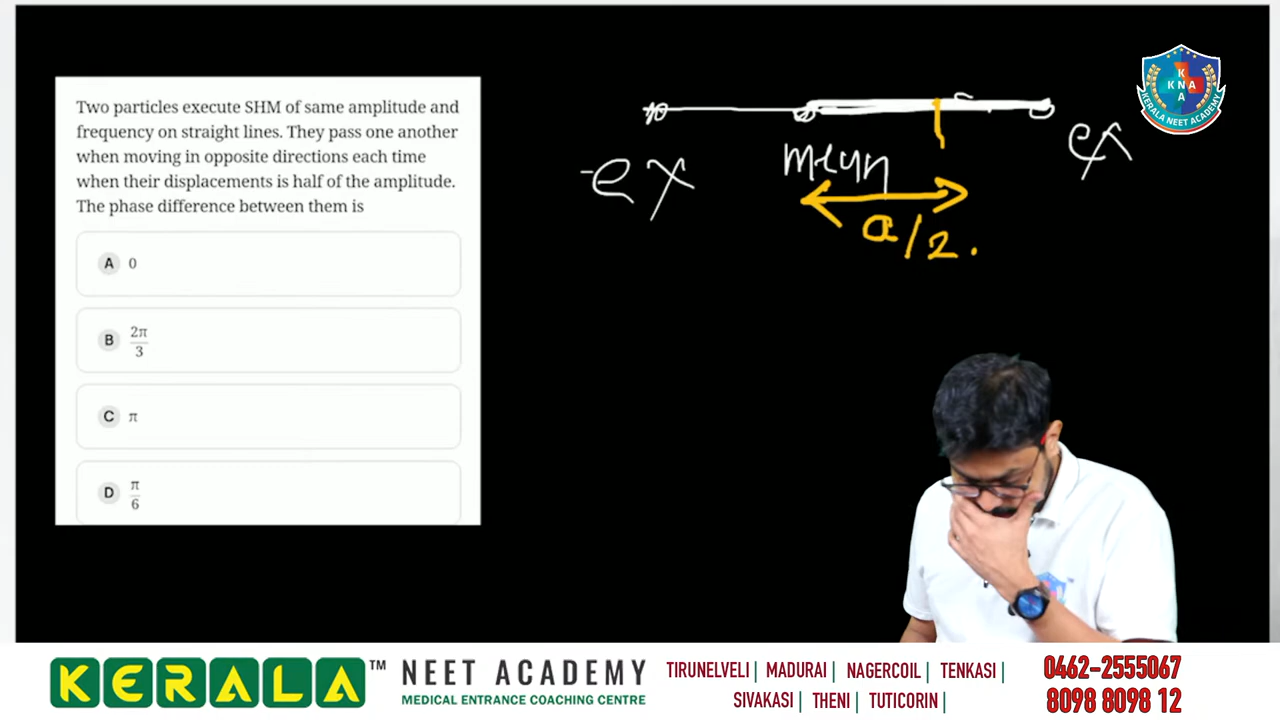 Two particles execute SHM of same amplitude and
frequency on straight lines. They pass one another
when moving in opposite directions each time
when their displacements is half of the amplitude.
The phase difference between them is
A 0
B 2π/3
C π
D π/6
-ex
mean
ex
a/2.
KNA
K
N
A
KERALA NEET ACADEMY
KERALA™
NEET ACADEMY
MEDICAL ENTRANCE COACHING CENTRE
TIRUNELVELI | MADURAI | NAGERCOIL | TENKASI |
SIVAKASI | THENI | TUTICORIN |
0462-2555067
8098 8098 12